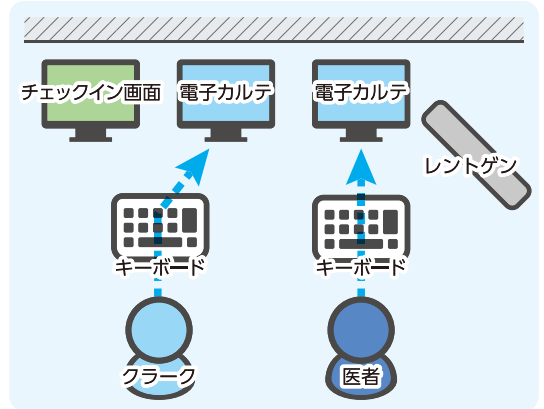 チェックイン画面
電子カルテ
電子カルテ
レントゲン
キーボード
キーボード
クラーク
医者